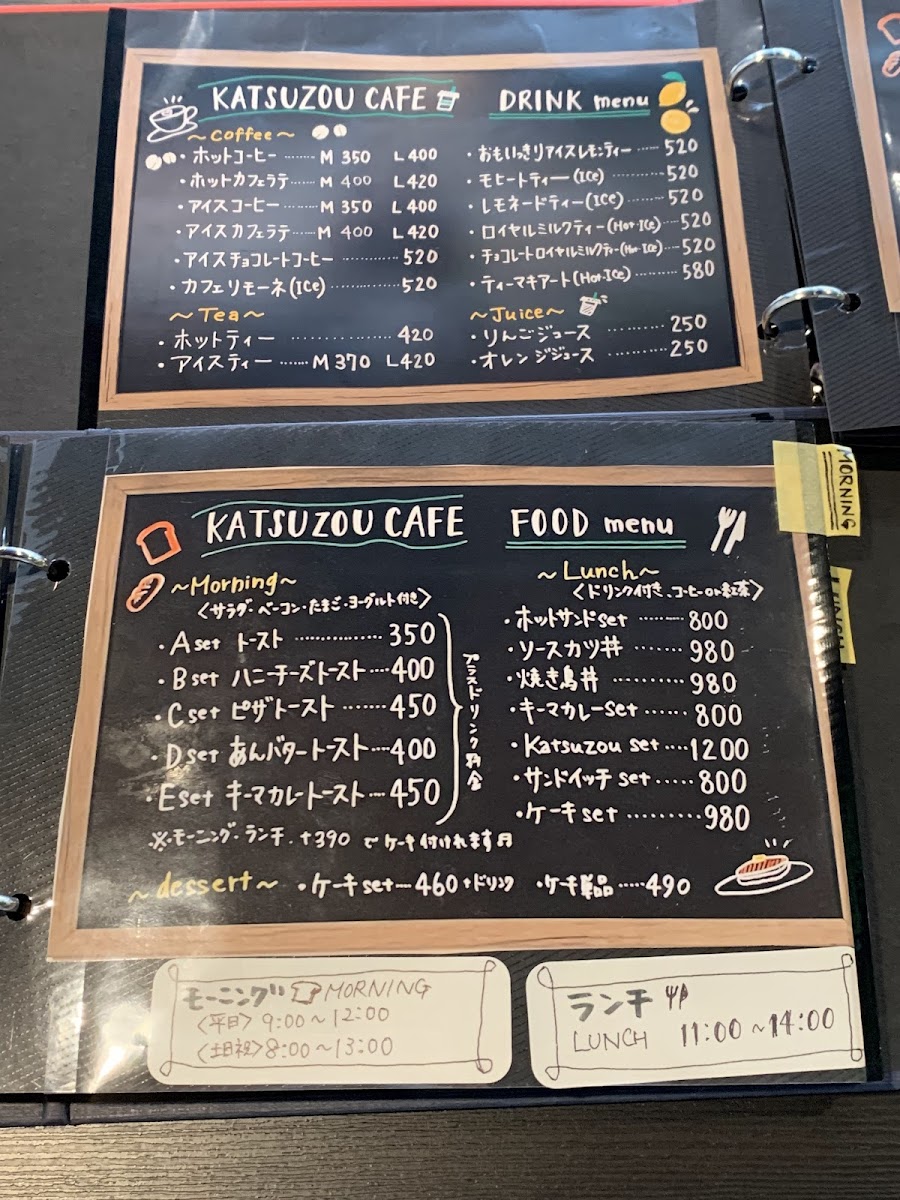 KATSUZOU CAFE
～Coffee～
・ホットコーヒー……… M 350 L 400
・ホットカフェラテ…… M 400 L 420
・アイスコーヒー……… M 350 L 400
・アイスカフェラテ…… M 400 L 420
・アイスチョコレートコーヒー………… 520
・カフェリモーネ(ICe)………… 520
～Tea～
・ホットティー………… 420
・アイスティー……… M 370 L 420
DRINK menu
・おもいっきりアイスレモンティー…… 520
・モヒートティー(ICe)……… 520
・レモネードティー(ICe)……… 520
・ロイヤルミルクティー(Hot・ICe)… 520
・チョコレートロイヤルミルクティー(Hot・ICe)… 520
・ティーマキアート(Hot・ICe)……… 580
～Juice～
・りんごジュース……… 250
・オレンジジュース……… 250
MORNING
LUNCH
KATSUZOU CAFE FOOD menu
～Morning～
〈サラダ・ベーコン・たまご・ヨーグルト付き〉
・Aset トースト…………… 350
・Bset ハニーチーズトースト… 400
・Cset ピザトースト……… 450
・Dset あんバタートースト… 400
・Eset キーマカレートースト… 450
プラスドリンク料金
※・モーニング・ランチ・+390 でケーキ付けれます♬
～Lunch～
〈ドリンク付き、コーヒーor紅茶〉
・ホットサンドset……… 800
・ソースカツ丼……… 980
・焼き鳥丼………… 980
・キーマカレーset…… 800
・Katsuzou set…… 1200
・サンドイッチset…… 800
・ケーキset………… 980
～dessert～ ・ケーキset… 460+ドリンク ・ケーキ単品…… 490
モーニング MORNING
〈平日〉9:00～12:00
〈土日祝〉8:00～13:00
ランチ
LUNCH 11:00～14:00